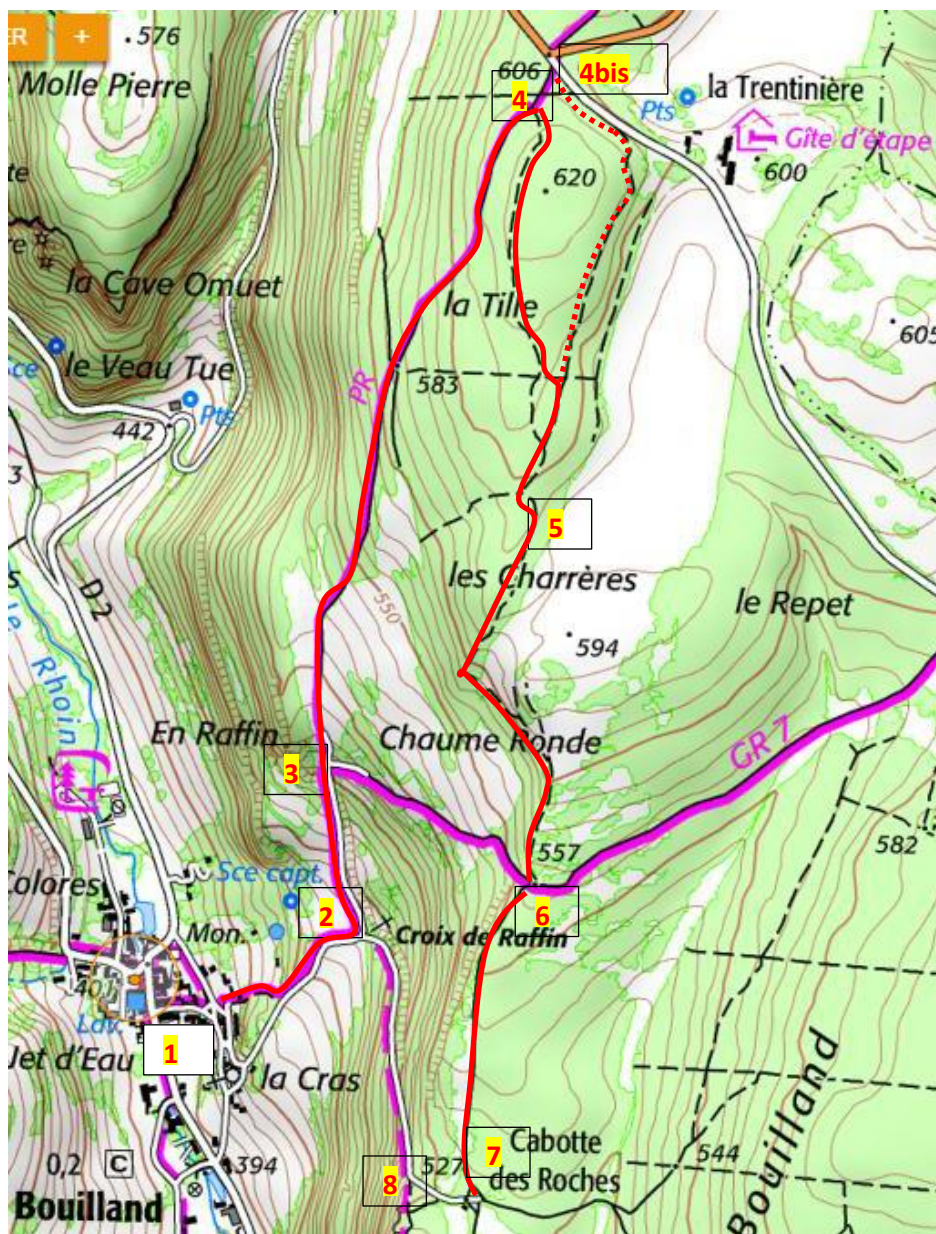 ER
+
576
Molle Pierre
606
4bis
4
la Trentinière
Pts
Gîte d'étape
600
620
la Cave Omuet
la Tille
605
le Veau Tue
Pts
PR
583
442
3
5
les Charrères
D 2
550
le Repet
594
Rhoin
En Raffin
Chaume Ronde
GR 7
3
557
582
Sce capt.
Colores
2
6
Mon.
Croix de Raffin
401
Lav.
Jet d'Eau
1
la Cras
Bouilland
7
Cabotte
des Roches
544
0,2
C
394
527
8
Bouilland